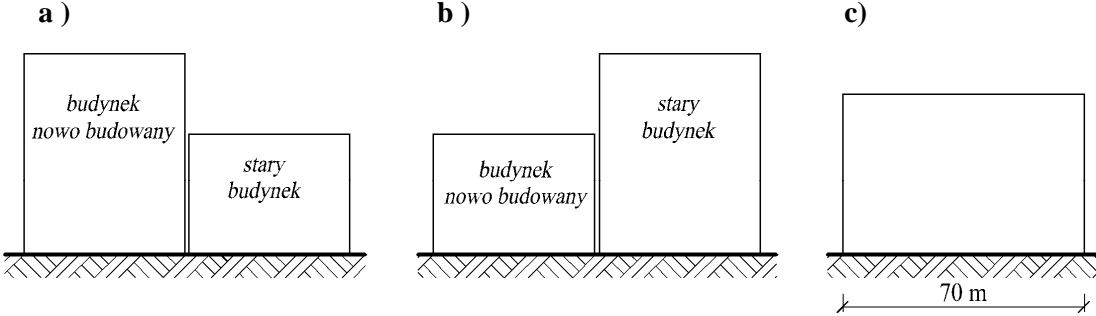 a ) b ) c)
budynek
nowo budowany
stary
budynek
budynek
nowo budowany
stary
budynek
70 m